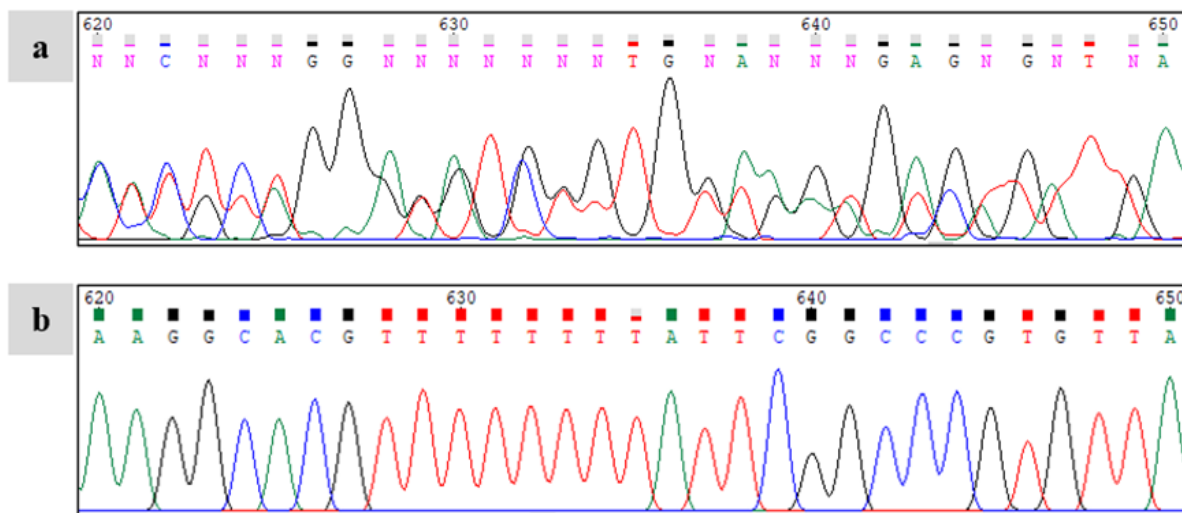 620 630 640 650
a
N N C N N N G G N N N N N N N T G N A N N N G A G N G N T N A
620 630 640 650
b
A A G G C A C G T T T T T T T T A T T C G G C C C G T G T T A